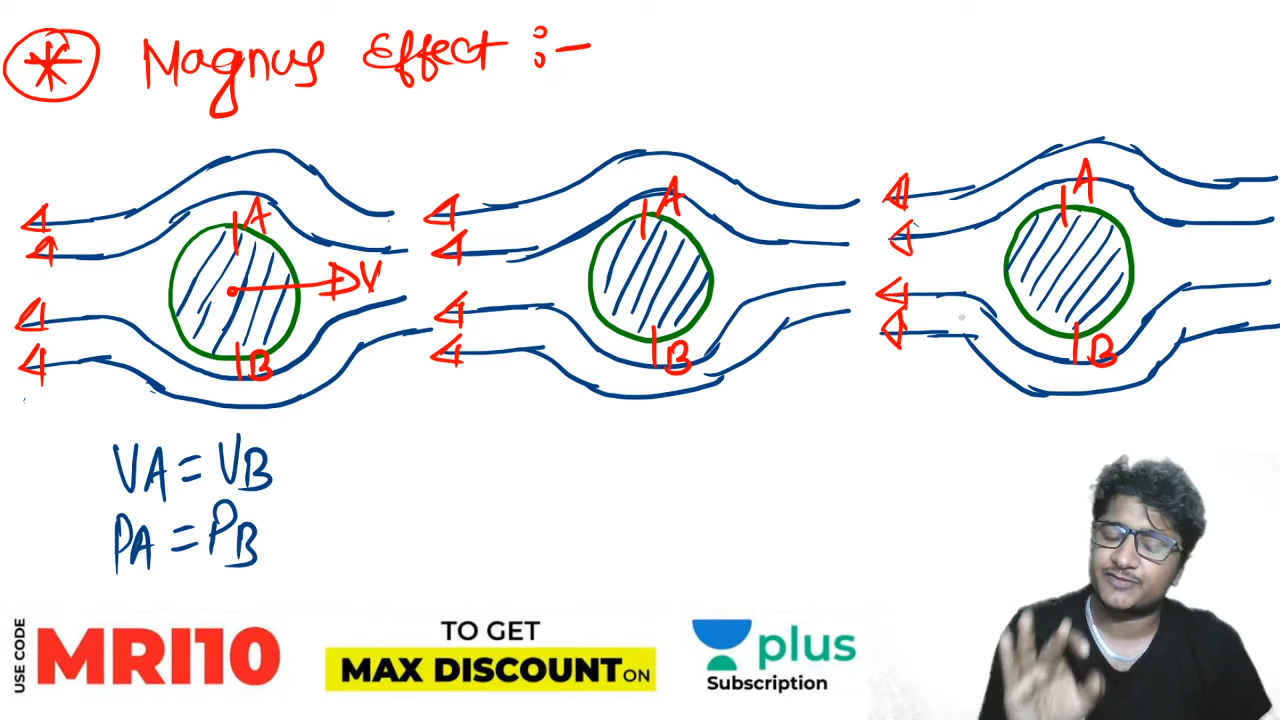 * Magnus Effect :-
A
A
A
V
B
B
B
VA = VB
PA = PB
USE CODE
MRI10
TO GET
MAX DISCOUNT ON
plus
Subscription